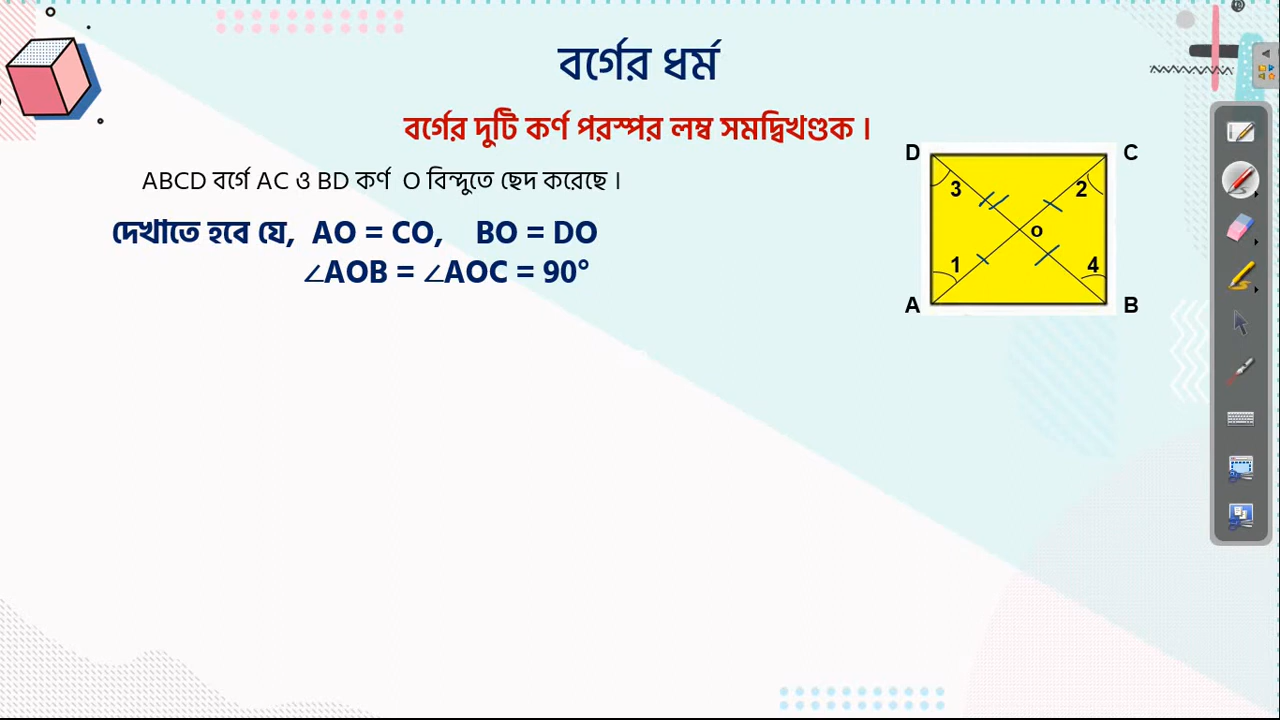 বর্গের ধর্ম
বর্গের দুটি কর্ণ পরস্পর লম্ব সমদ্বিখণ্ডক।
ABCD বর্গে AC ও BD কর্ণ O বিন্দুতে ছেদ করেছে।
দেখাতে হবে যে, AO = CO, BO = DO
∠AOB = ∠AOC = 90°
D C
3 2
o
1 4
A B